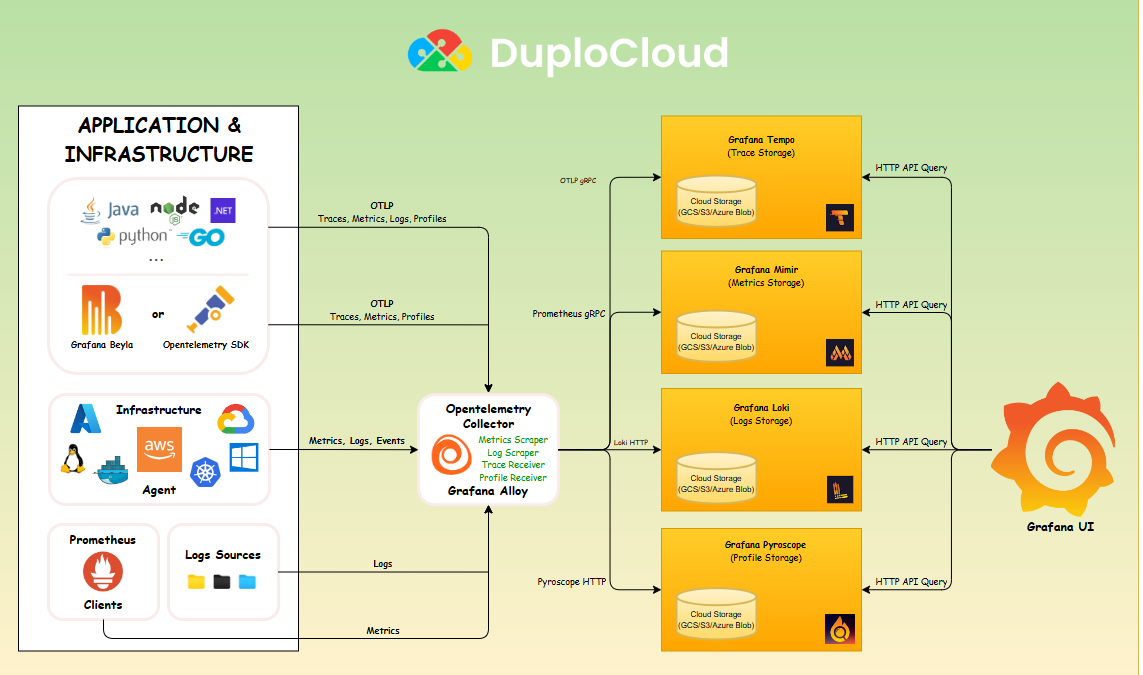 DuploCloud
APPLICATION &
INFRASTRUCTURE
Java
node
JS
.NET
python™
GO
...
Grafana Beyla
or
Opentelemetry SDK
OTLP
Traces, Metrics, Logs, Profiles
OTLP
Traces, Metrics, Profiles
Infrastructure
aws
Agent
Metrics, Logs, Events
Prometheus
Clients
Logs Sources
Logs
Metrics
Opentelemetry
Collector
Metrics Scraper
Log Scraper
Trace Receiver
Profile Receiver
Grafana Alloy
OTLP gRPC
Prometheus gRPC
Loki HTTP
Pyroscope HTTP
Grafana Tempo
(Trace Storage)
Cloud Storage
(GCS/S3/Azure Blob)
Grafana Mimir
(Metrics Storage)
Cloud Storage
(GCS/S3/Azure Blob)
Grafana Loki
(Logs Storage)
Cloud Storage
(GCS/S3/Azure Blob)
Grafana Pyroscope
(Profile Storage)
Cloud Storage
(GCS/S3/Azure Blob)
HTTP API Query
HTTP API Query
HTTP API Query
HTTP API Query
Grafana UI